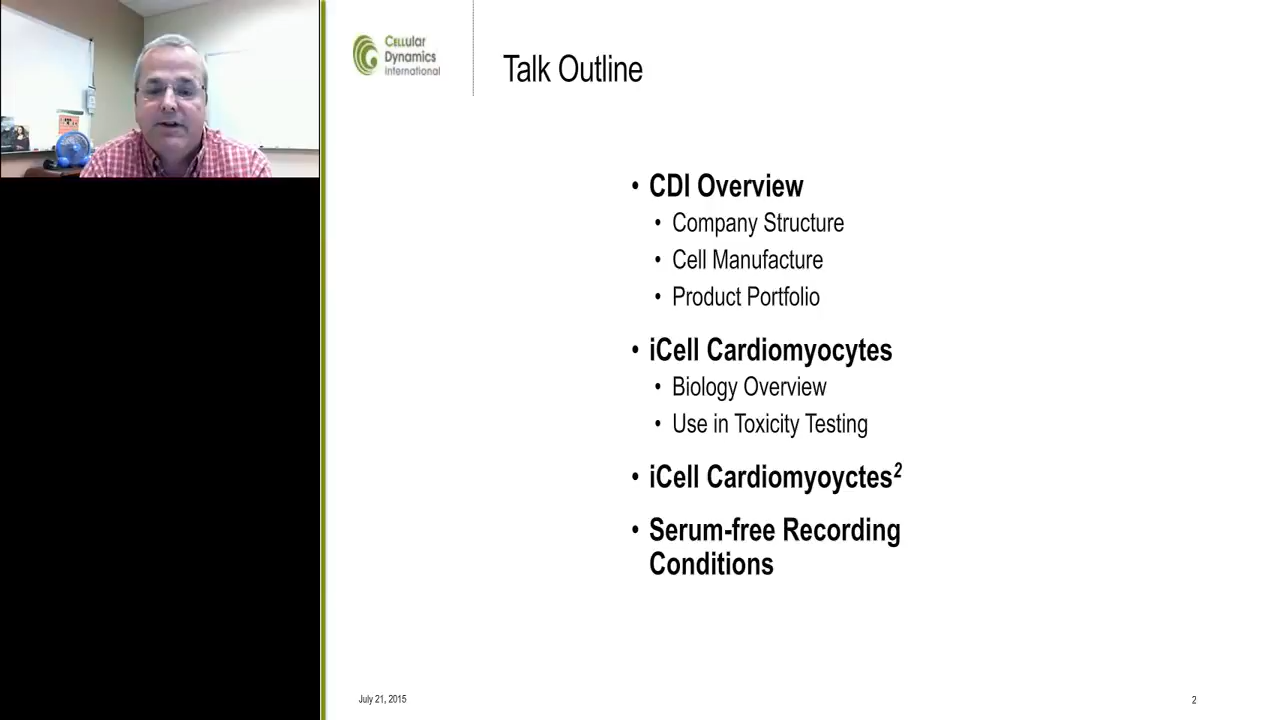 Cellular
Dynamics
international
Talk Outline
• CDI Overview
• Company Structure
• Cell Manufacture
• Product Portfolio
• iCell Cardiomyocytes
• Biology Overview
• Use in Toxicity Testing
• iCell Cardiomyoyctes²
• Serum-free Recording
Conditions
July 21, 2015
2